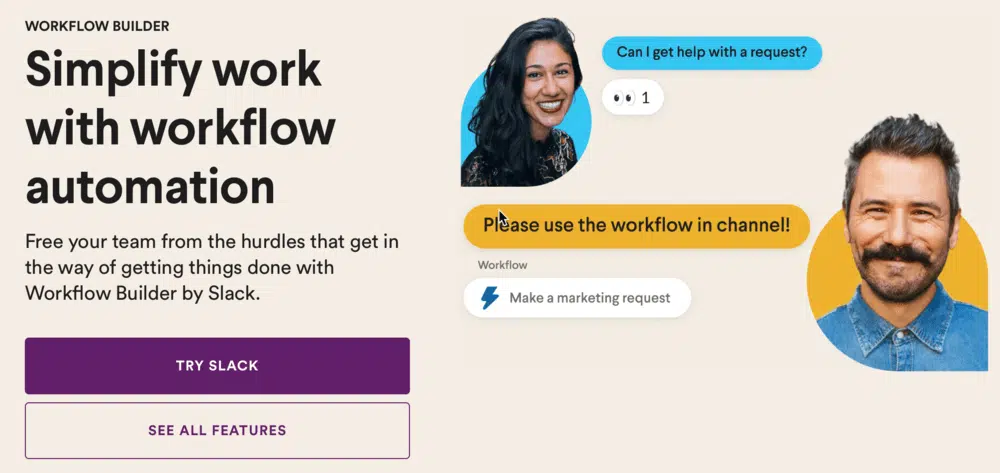 WORKFLOW BUILDER
Simplify work
with workflow
automation
Free your team from the hurdles that get in
the way of getting things done with
Workflow Builder by Slack.
TRY SLACK
SEE ALL FEATURES
Can I get help with a request?
👀 1
Please use the workflow in channel!
Workflow
Make a marketing request